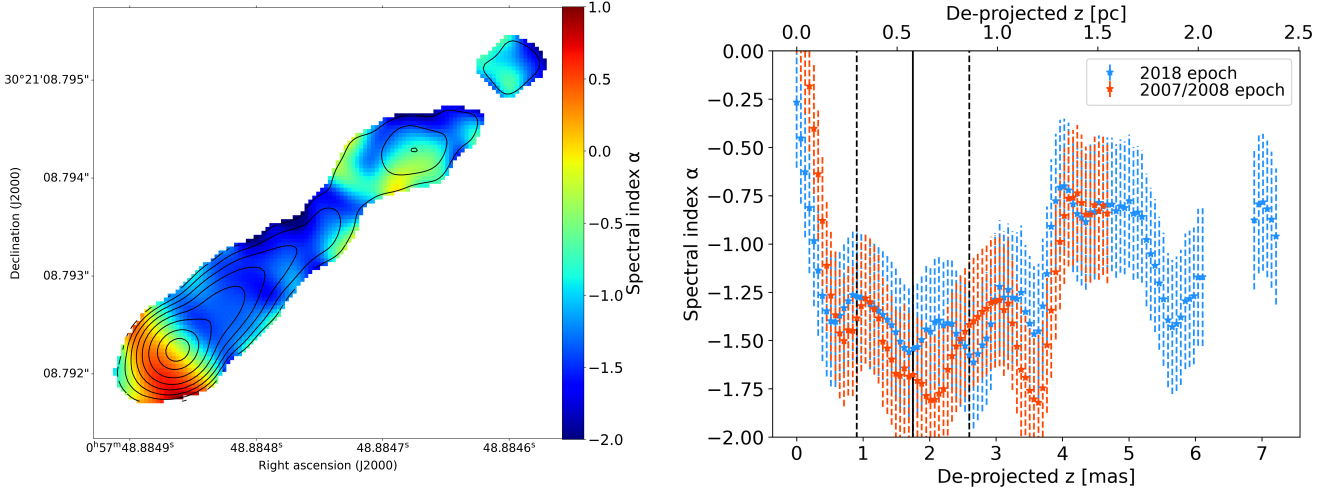 30°21'08.795"
08.794"
08.793"
08.792"
Declination (J2000)
0ʰ57ᵐ48.8849ˢ
48.8848ˢ
48.8847ˢ
48.8846ˢ
Right ascension (J2000)
1.0
0.5
0.0
−0.5
−1.0
−1.5
−2.0
Spectral index α
De-projected z [pc]
0.0
0.5
1.0
1.5
2.0
2.5
0.00
−0.25
−0.50
−0.75
−1.00
−1.25
−1.50
−1.75
−2.00
Spectral index α
2018 epoch
2007/2008 epoch
0
1
2
3
4
5
6
7
De-projected z [mas]